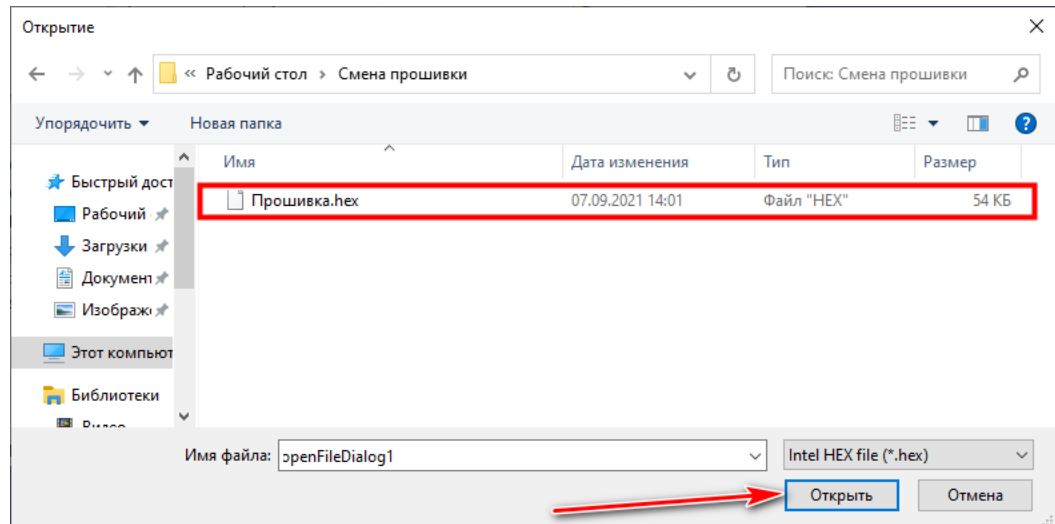 Открытие
« Рабочий стол › Смена прошивки
Поиск: Смена прошивки
Упорядочить
Новая папка
Имя Дата изменения Тип Размер
Быстрый дост
Прошивка.hex 07.09.2021 14:01 Файл "HEX" 54 КБ
Рабочий
Загрузки
Документ
Изображ
Этот компьют
Библиотеки
Видео
Имя файла: openFileDialog1 Intel HEX file (*.hex)
Открыть Отмена